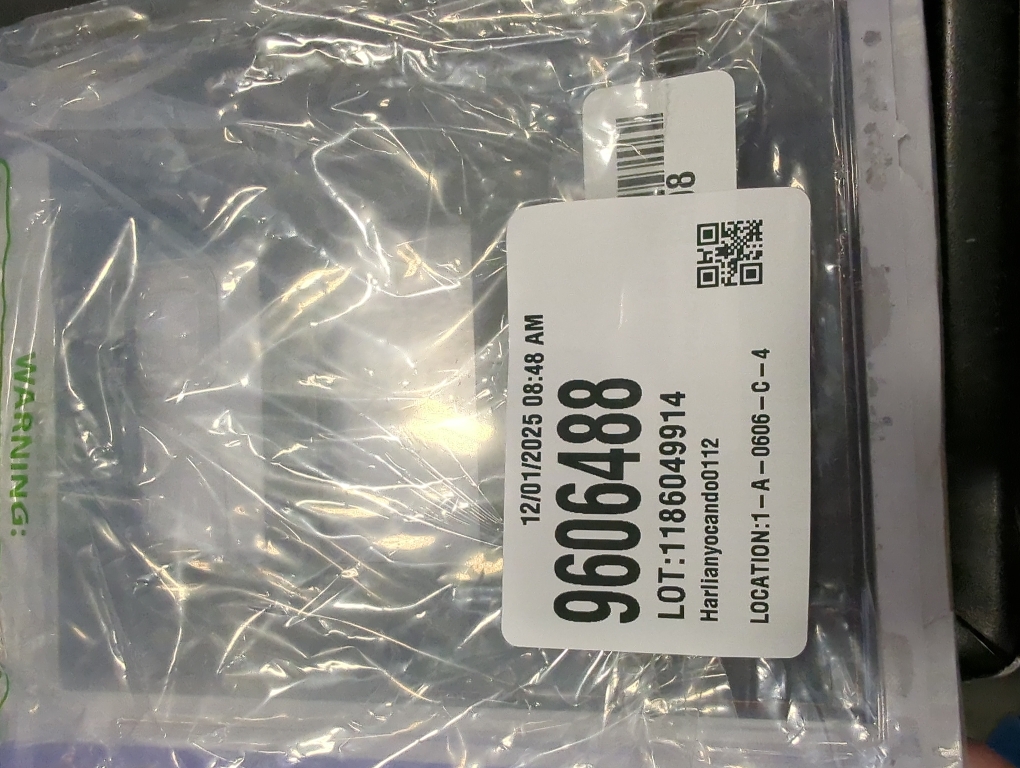 12/01/2025 08:48 AM
9606488
LOT:1186049914
Harlianyocando0112
LOCATION:1-A-0606-C-4
WARNING: